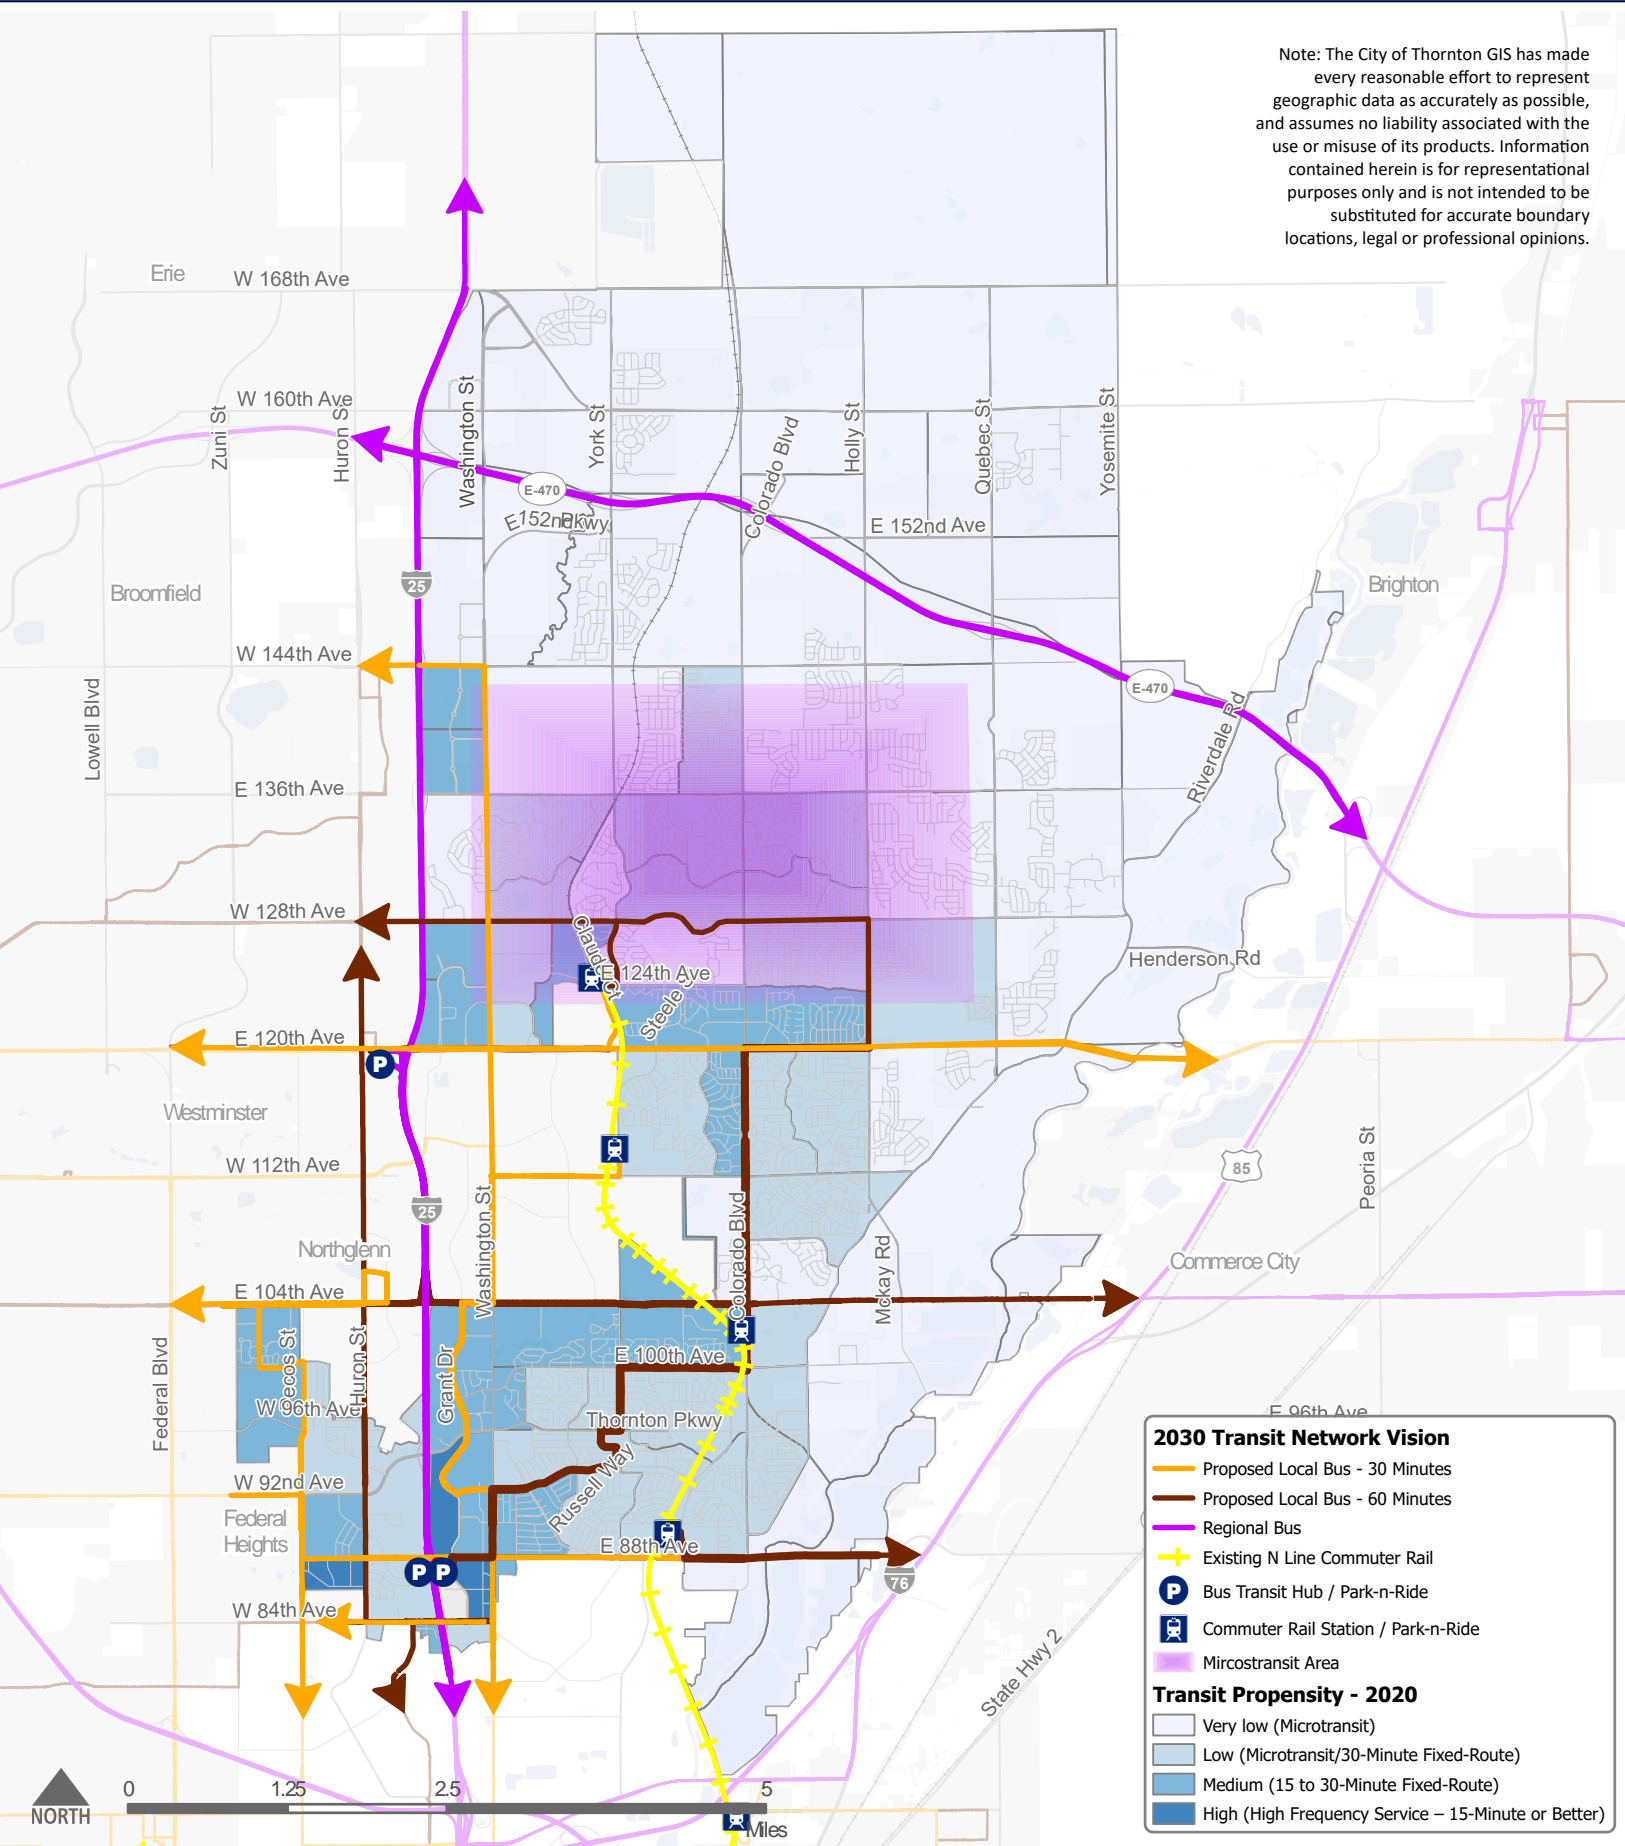 Note: The City of Thornton GIS has made
every reasonable effort to represent
geographic data as accurately as possible,
and assumes no liability associated with the
use or misuse of its products. Information
contained herein is for representational
purposes only and is not intended to be
substituted for accurate boundary
locations, legal or professional opinions.
Erie
W 168th Ave
W 160th Ave
Zuni St
Huron St
Washington St
York St
Colorado Blvd
Holly St
Quebec St
Yosemite St
E-470
E 152nd Pkwy
E 152nd Ave
25
Broomfield
Brighton
W 144th Ave
E-470
Lowell Blvd
Riverdale Rd
E 136th Ave
W 128th Ave
Claude Ct
E 124th Ave
Steele S
Henderson Rd
E 120th Ave
P
Westminster
W 112th Ave
85
Peoria St
25
Washington St
Colorado Blvd
Mckay Rd
Northglenn
Commerce City
E 104th Ave
Federal Blvd
Pecos St
Huron St
Grant Dr
E 100th Ave
W 96th Ave
Thornton Pkwy
E 96th Ave
W 92nd Ave
Russell Way
Federal
Heights
E 88th Ave
P P
76
W 84th Ave
State Hwy 2
2030 Transit Network Vision
Proposed Local Bus - 30 Minutes
Proposed Local Bus - 60 Minutes
Regional Bus
Existing N Line Commuter Rail
P Bus Transit Hub / Park-n-Ride
Commuter Rail Station / Park-n-Ride
Mircostransit Area
Transit Propensity - 2020
Very low (Microtransit)
Low (Microtransit/30-Minute Fixed-Route)
Medium (15 to 30-Minute Fixed-Route)
High (High Frequency Service – 15-Minute or Better)
NORTH
0 1.25 2.5 5
Miles